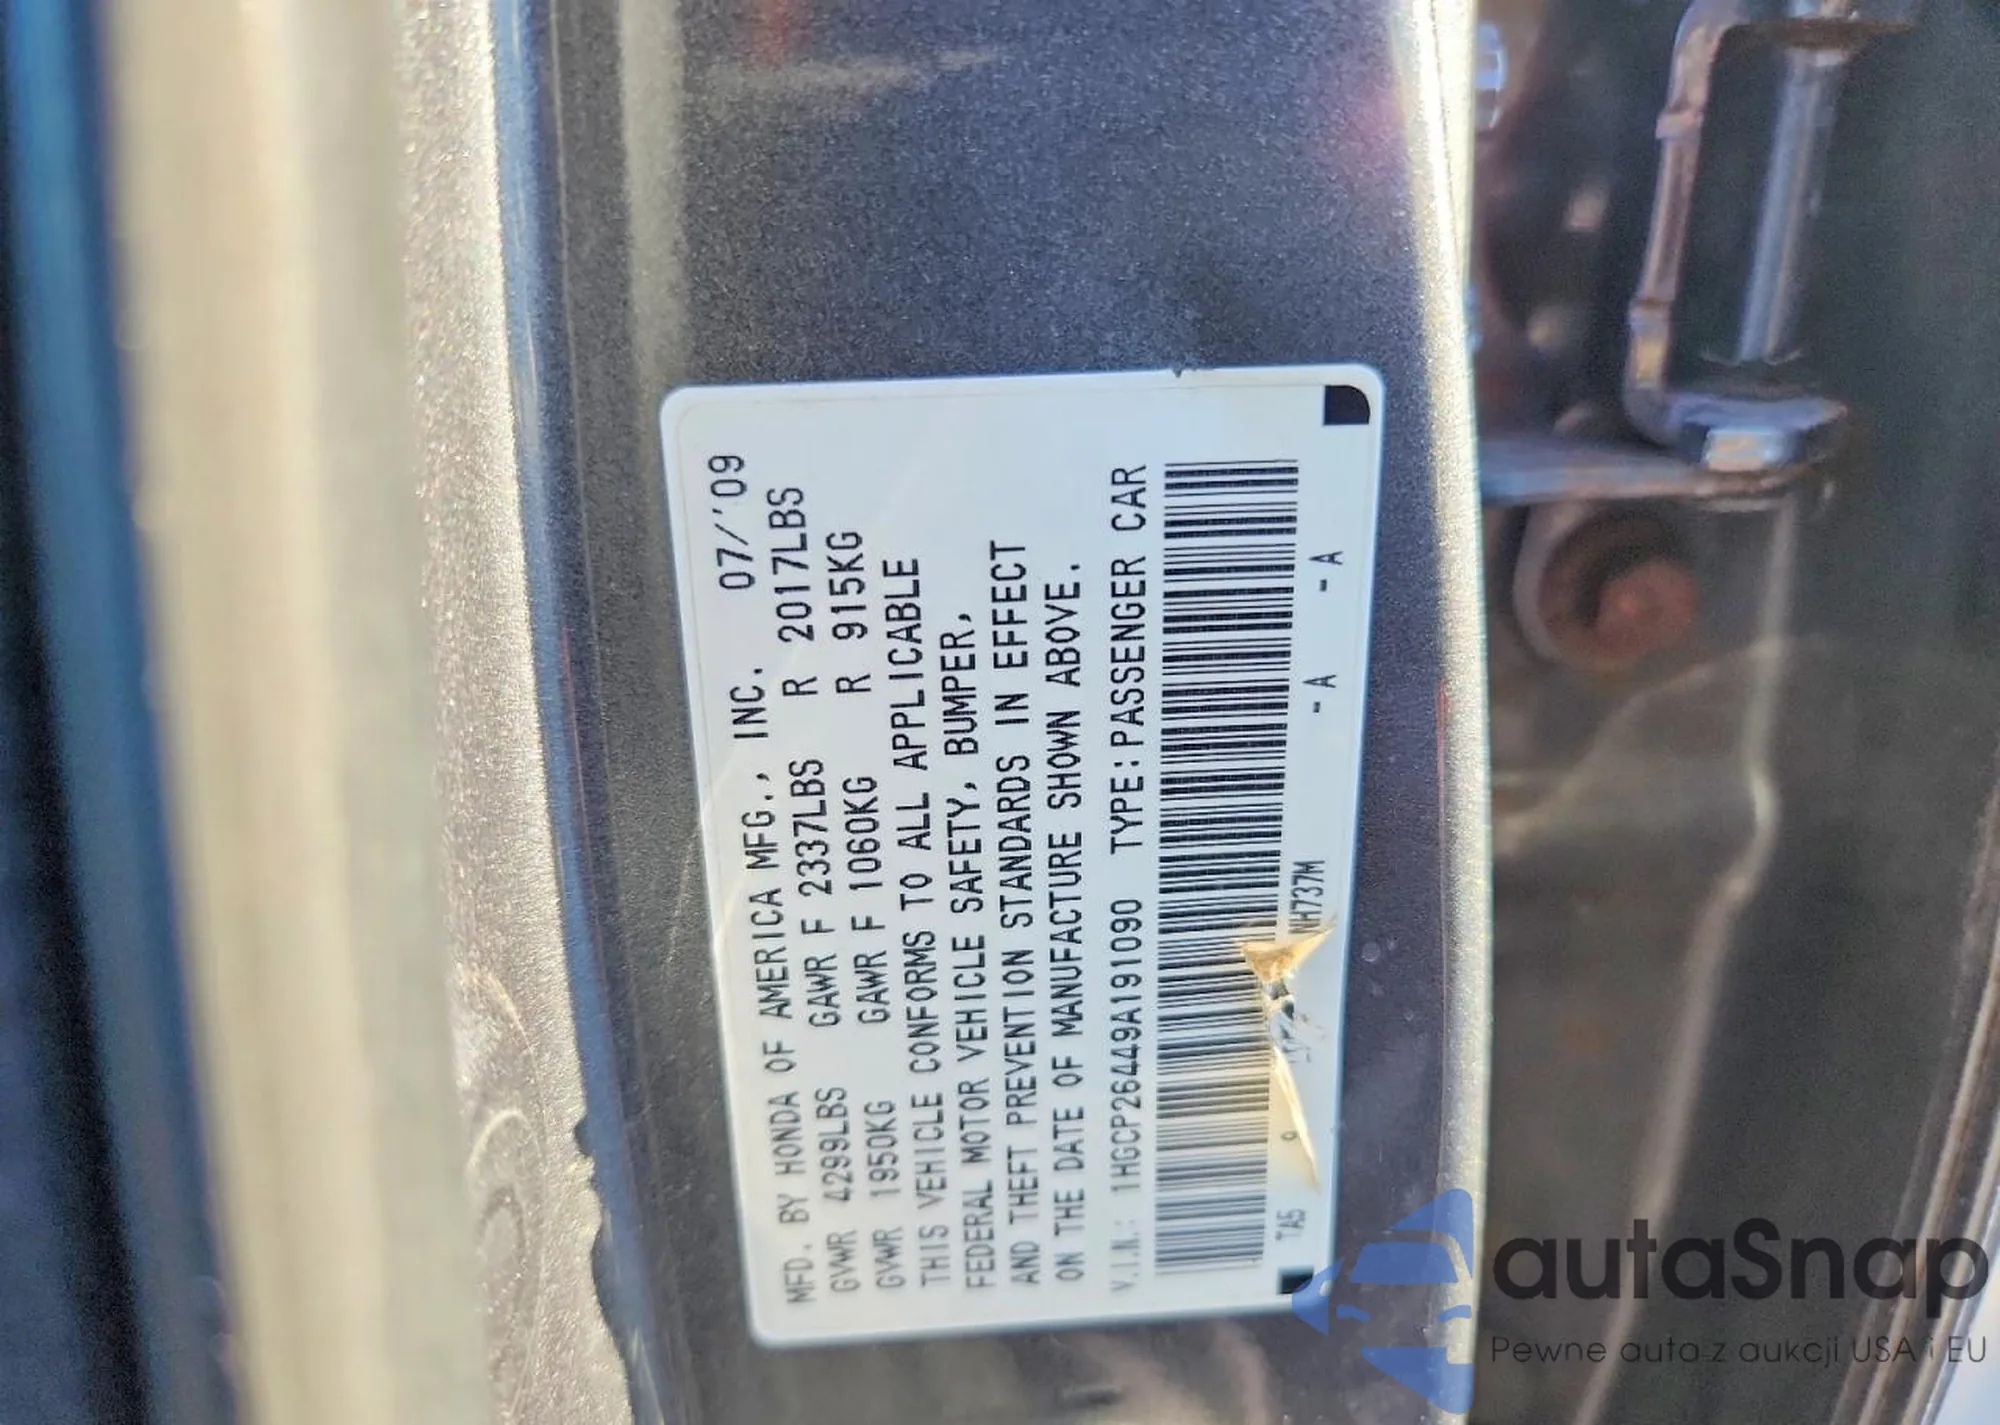 MFD. BY HONDA OF AMERICA MFG., INC. 07/'09
GVWR 4299LBS GAWR F 2337LBS R 2017LBS
GVWR 1950KG GAWR F 1060KG R 915KG
THIS VEHICLE CONFORMS TO ALL APPLICABLE
FEDERAL MOTOR VEHICLE SAFETY, BUMPER,
AND THEFT PREVENTION STANDARDS IN EFFECT
ON THE DATE OF MANUFACTURE SHOWN ABOVE.
V.I.N.: 1HGCP26449A191090 TYPE:PASSENGER CAR
TA5 NH737M -A -A
autaSnap
Pewne auta z aukcji USA i EU